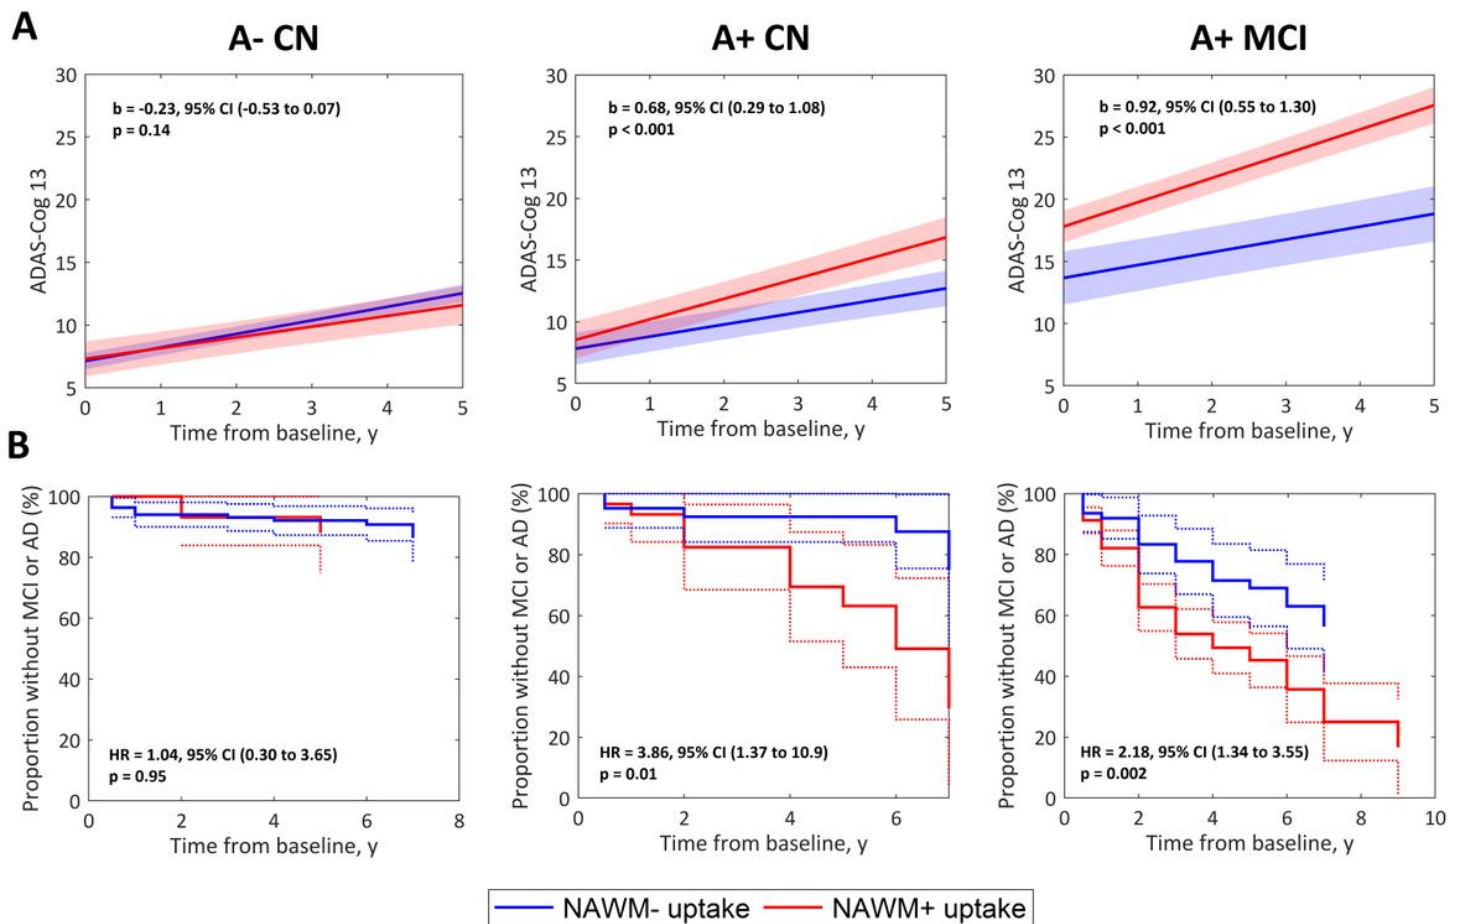 A
A- CN
A+ CN
A+ MCI
30
25
20
15
10
5
ADAS-Cog 13
b = -0.23, 95% CI (-0.53 to 0.07)
p = 0.14
0 1 2 3 4 5
Time from baseline, y
30
25
20
15
10
5
ADAS-Cog 13
b = 0.68, 95% CI (0.29 to 1.08)
p < 0.001
0 1 2 3 4 5
Time from baseline, y
30
25
20
15
10
5
ADAS-Cog 13
b = 0.92, 95% CI (0.55 to 1.30)
p < 0.001
0 1 2 3 4 5
Time from baseline, y
B
100
80
60
40
20
0
Proportion without MCI or AD (%)
HR = 1.04, 95% CI (0.30 to 3.65)
p = 0.95
0 2 4 6 8
Time from baseline, y
100
80
60
40
20
0
Proportion without MCI or AD (%)
HR = 3.86, 95% CI (1.37 to 10.9)
p = 0.01
0 2 4 6
Time from baseline, y
100
80
60
40
20
0
Proportion without MCI or AD (%)
HR = 2.18, 95% CI (1.34 to 3.55)
p = 0.002
0 2 4 6 8 10
Time from baseline, y
NAWM- uptake NAWM+ uptake